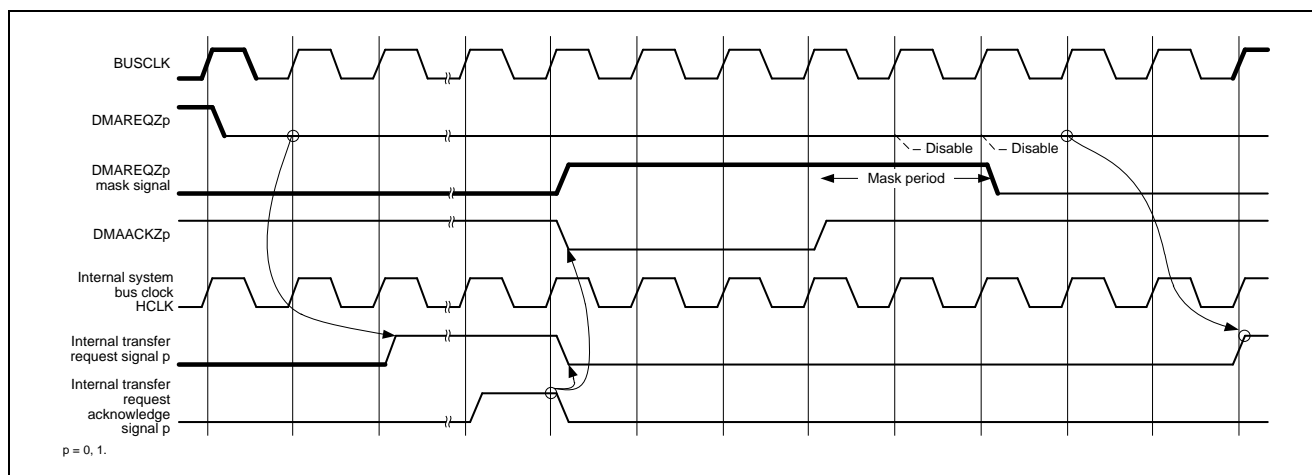 BUSCLK
DMAREQZp
– Disable
– Disable
DMAREQZp
mask signal
Mask period
DMAACKZp
Internal system
bus clock
HCLK
Internal transfer
request signal p
Internal transfer
request
acknowledge
signal p
p = 0, 1.